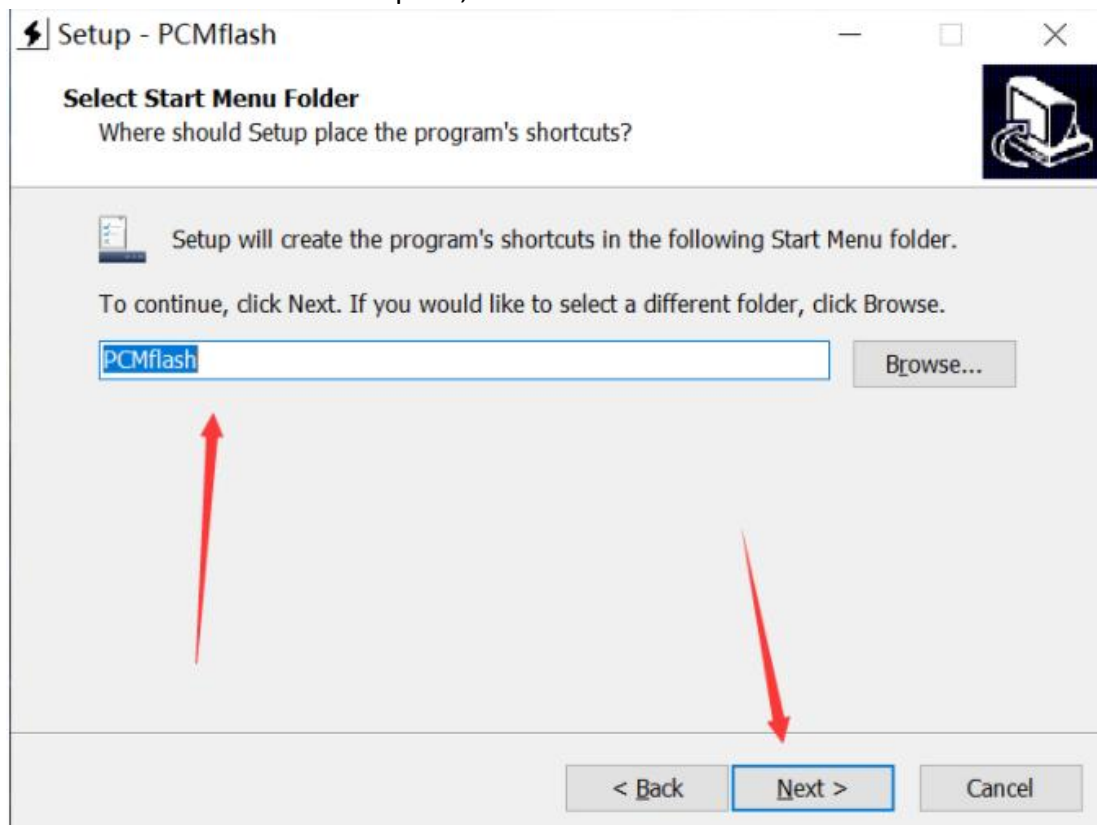 Setup - PCMflash
Select Start Menu Folder
Where should Setup place the program's shortcuts?
Setup will create the program's shortcuts in the following Start Menu folder.
To continue, click Next. If you would like to select a different folder, click Browse.
PCMflash
Browse...
< Back
Next >
Cancel